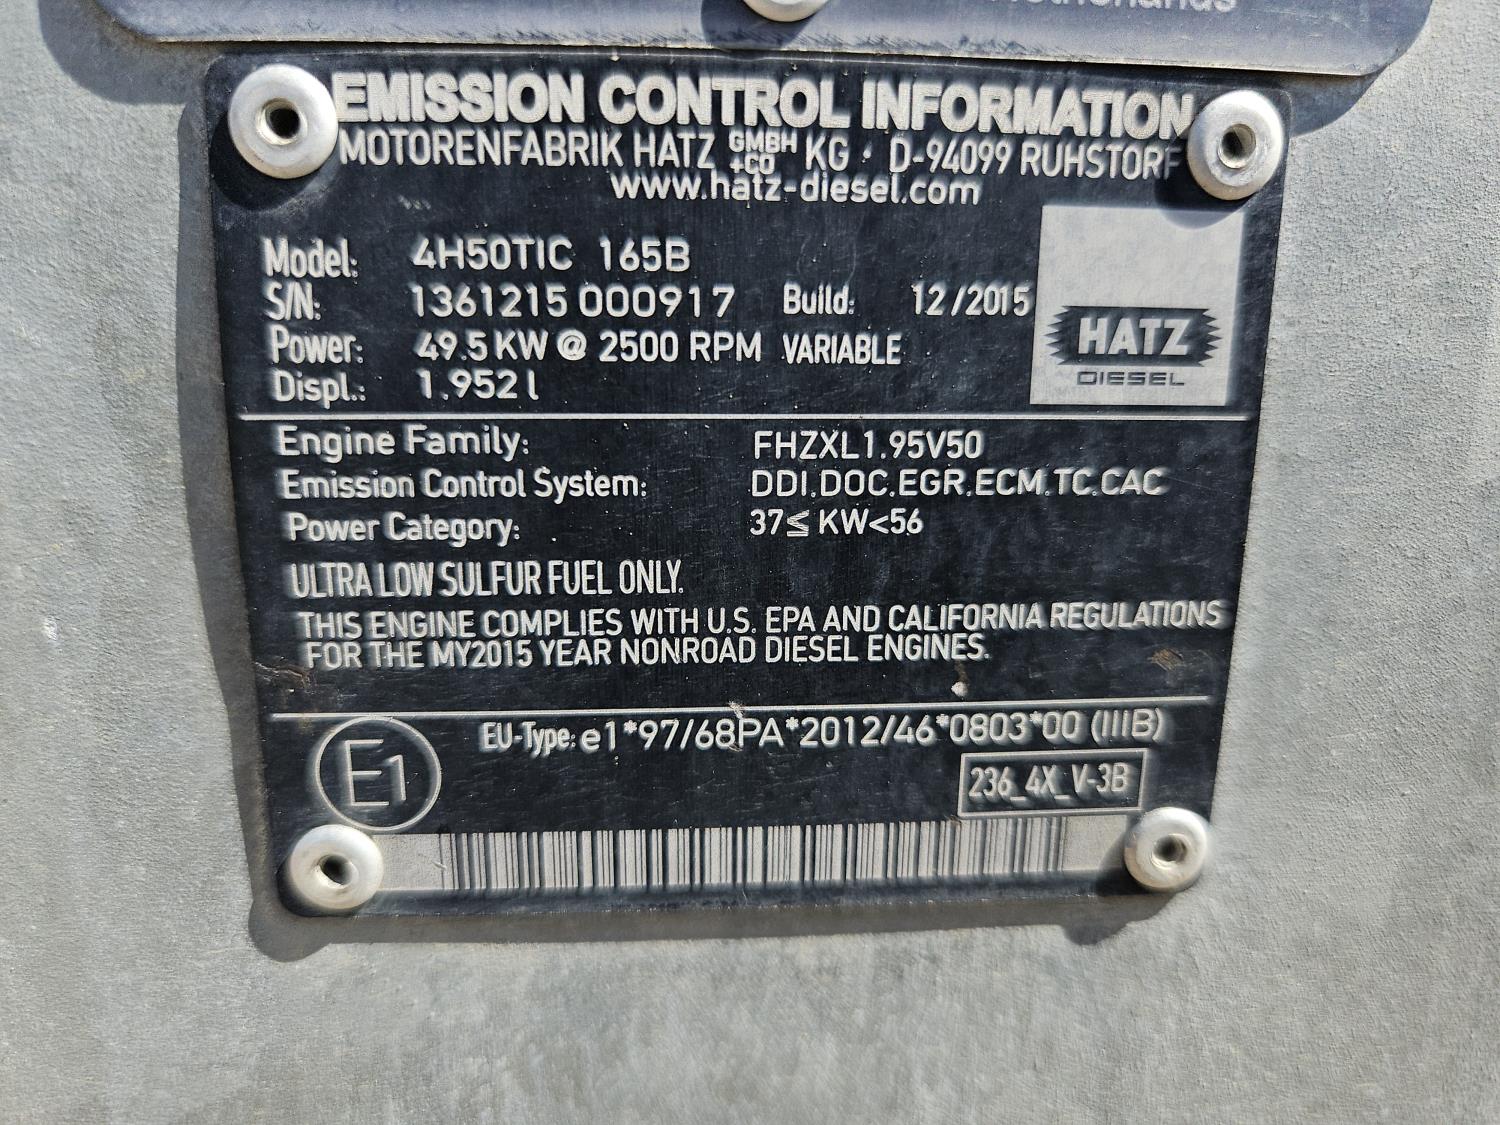 EMISSION CONTROL INFORMATION
MOTORENFABRIK HATZ GMBH +CO KG · D-94099 RUHSTORF
www.hatz-diesel.com
Model: 4H50TIC 165B
S/N: 1361215 000917 Build: 12/2015
Power: 49.5 KW @ 2500 RPM VARIABLE
Displ.: 1.952 l
HATZ
DIESEL
Engine Family: FHZXL1.95V50
Emission Control System: DDI.DOC.EGR.ECM.TC.CAC
Power Category: 37≦ KW<56
ULTRA LOW SULFUR FUEL ONLY.
THIS ENGINE COMPLIES WITH U.S. EPA AND CALIFORNIA REGULATIONS
FOR THE MY2015 YEAR NONROAD DIESEL ENGINES.
EU-Type: e1*97/68PA*2012/46*0803*00 (IIIB)
E1
236_4X_V-3B